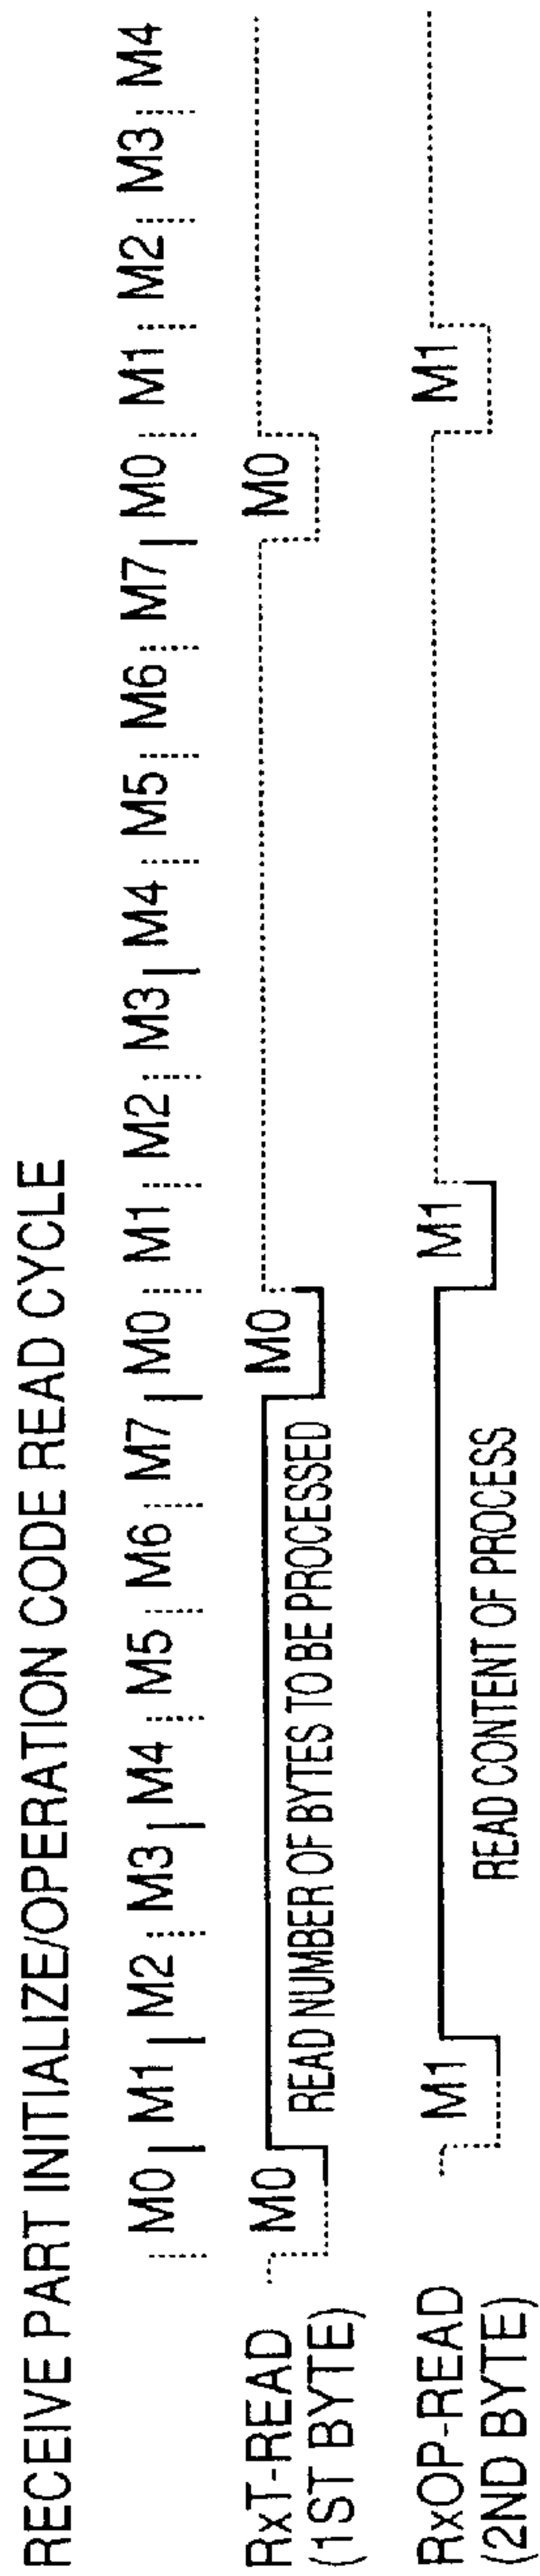 RECEIVE PART INITIALIZE/OPERATION CODE READ CYCLE
M0 M1 M2 M3 M4 M5 M6 M7 M0 M1 M2 M3 M4 M5 M6 M7 M0 M1 M2 M3 M4
RxT-READ
(1ST BYTE)
M0 M0 M0
READ NUMBER OF BYTES TO BE PROCESSED
RxOP-READ
(2ND BYTE)
M1 M1 M1
READ CONTENT OF PROCESS